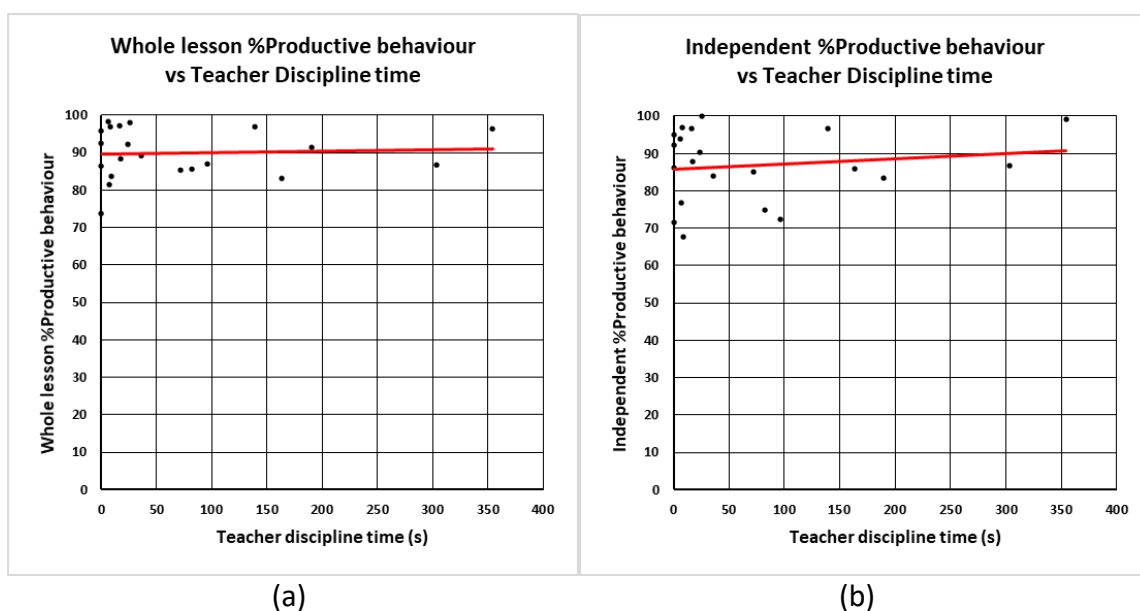 Whole lesson %Productive behaviour
vs Teacher Discipline time
Whole lesson %Productive behaviour
100
90
80
70
60
50
40
30
20
10
0
0 50 100 150 200 250 300 350 400
Teacher discipline time (s)
(a)
Independent %Productive behaviour
vs Teacher Discipline time
Independent %Productive behaviour
100
90
80
70
60
50
40
30
20
10
0
0 50 100 150 200 250 300 350 400
Teacher discipline time (s)
(b)